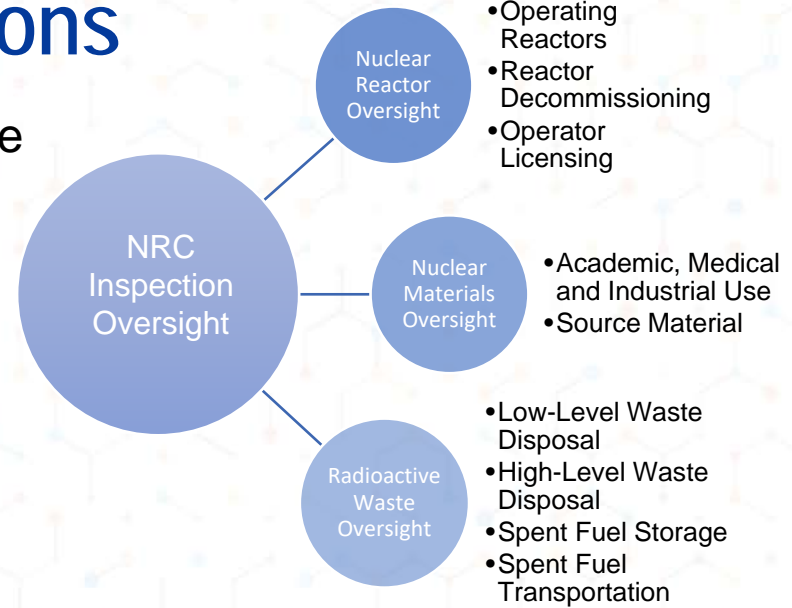 ons
e
NRC
Inspection
Oversight
Nuclear
Reactor
Oversight
•Operating
Reactors
•Reactor
Decommissioning
•Operator
Licensing
Nuclear
Materials
Oversight
•Academic, Medical
and Industrial Use
•Source Material
Radioactive
Waste
Oversight
•Low-Level Waste
Disposal
•High-Level Waste
Disposal
•Spent Fuel Storage
•Spent Fuel
Transportation